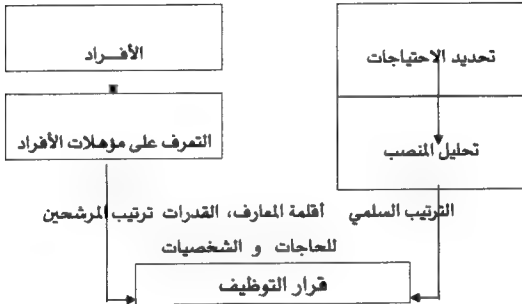 تحديد الاحتياجات
الأفراد
تحليل المنصب
التعرف على مؤهلات الأفراد
الترتيب السلمي أقلمة المعارف، القدرات ترتيب المرشحين
للحاجات و الشخصيات
قرار التوظيف